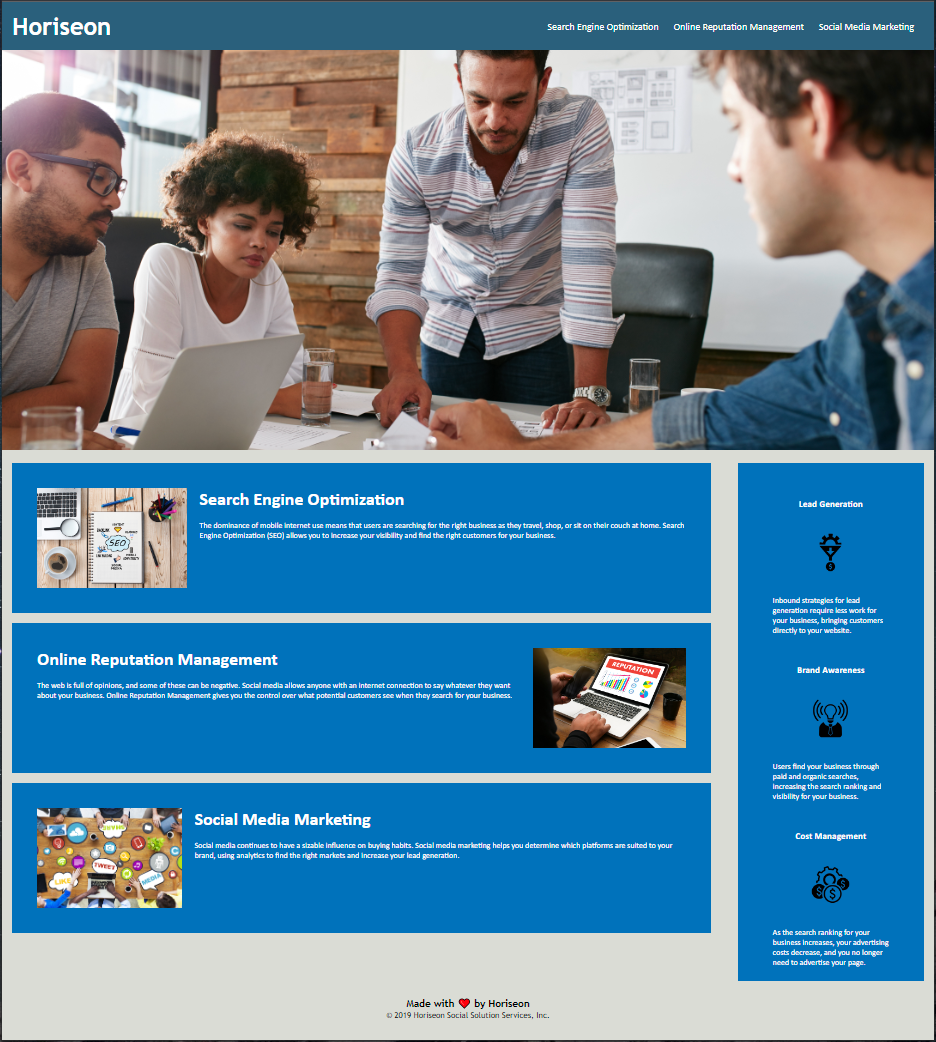 Horiseon
Search Engine Optimization Online Reputation Management Social Media Marketing
SEO
Search Engine Optimization
The dominance of mobile internet use means that users are searching for the right business as they travel, shop, or sit on their couch at home. Search
Engine Optimization (SEO) allows you to increase your visibility and find the right customers for your business.
Online Reputation Management
The web is full of opinions, and some of these can be negative. Social media allows anyone with an internet connection to say whatever they want
about your business. Online Reputation Management gives you the control over what potential customers see when they search for your business.
REPUTATION
LIKE
TWEET
MEDIA
Social Media Marketing
Social media continues to have a sizable influence on buying habits. Social media marketing helps you determine which platforms are suited to your
brand, using analytics to find the right markets and increase your lead generation.
Lead Generation
$
Inbound strategies for lead
generation require less work for
your business, bringing customers
directly to your website.
Brand Awareness
Users find your business through
paid and organic searches,
increasing the search ranking and
visibility for your business.
Cost Management
$ $ $
As the search ranking for your
business increases, your advertising
costs decrease, and you no longer
need to advertise your page.
Made with ❤️ by Horiseon
© 2019 Horiseon Social Solution Services, Inc.